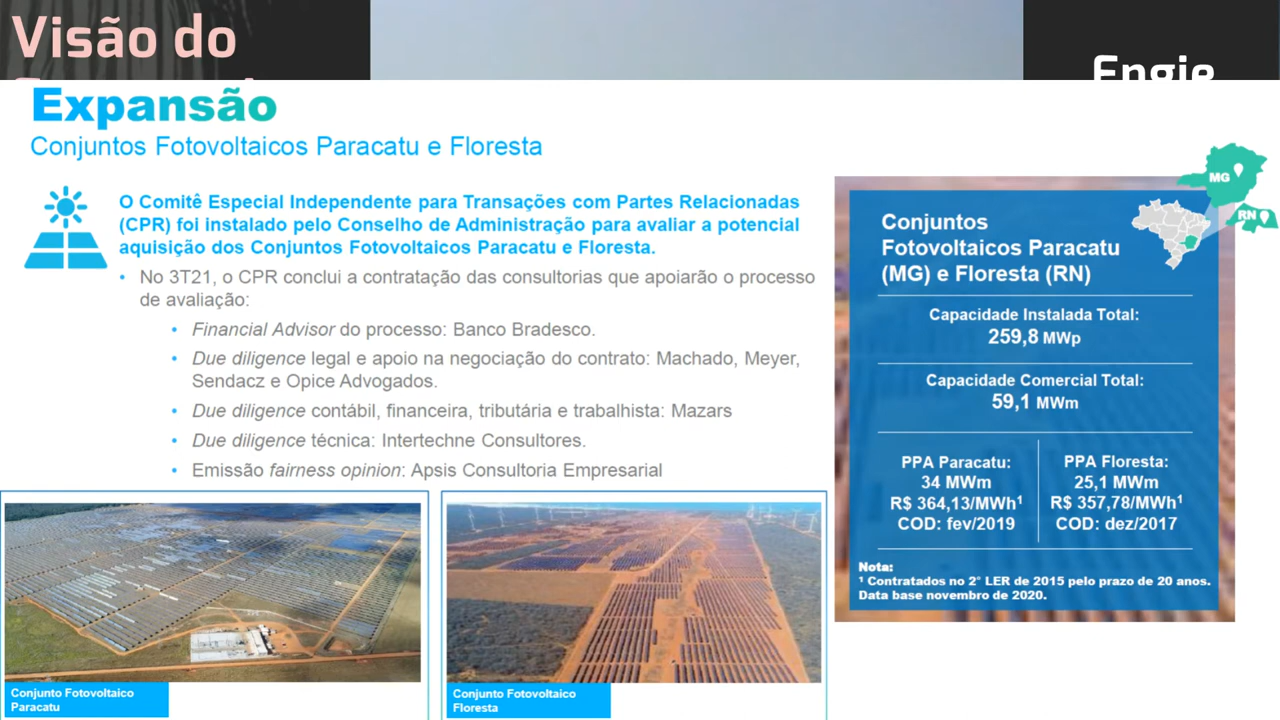 Visão do
Engie
Expansão
Conjuntos Fotovoltaicos Paracatu e Floresta
O Comitê Especial Independente para Transações com Partes Relacionadas
(CPR) foi instalado pelo Conselho de Administração para avaliar a potencial
aquisição dos Conjuntos Fotovoltaicos Paracatu e Floresta.
• No 3T21, o CPR conclui a contratação das consultorias que apoiarão o processo
de avaliação:
• Financial Advisor do processo: Banco Bradesco.
• Due diligence legal e apoio na negociação do contrato: Machado, Meyer,
Sendacz e Opice Advogados.
• Due diligence contábil, financeira, tributária e trabalhista: Mazars
• Due diligence técnica: Intertechne Consultores.
• Emissão fairness opinion: Apsis Consultoria Empresarial
Conjunto Fotovoltaico
Paracatu
Conjunto Fotovoltaico
Floresta
MG
RN
Conjuntos
Fotovoltaicos Paracatu
(MG) e Floresta (RN)
Capacidade Instalada Total:
259,8 MWp
Capacidade Comercial Total:
59,1 MWm
PPA Paracatu:
34 MWm
R$ 364,13/MWh¹
COD: fev/2019
PPA Floresta:
25,1 MWm
R$ 357,78/MWh¹
COD: dez/2017
Nota:
¹ Contratados no 2° LER de 2015 pelo prazo de 20 anos.
Data base novembro de 2020.